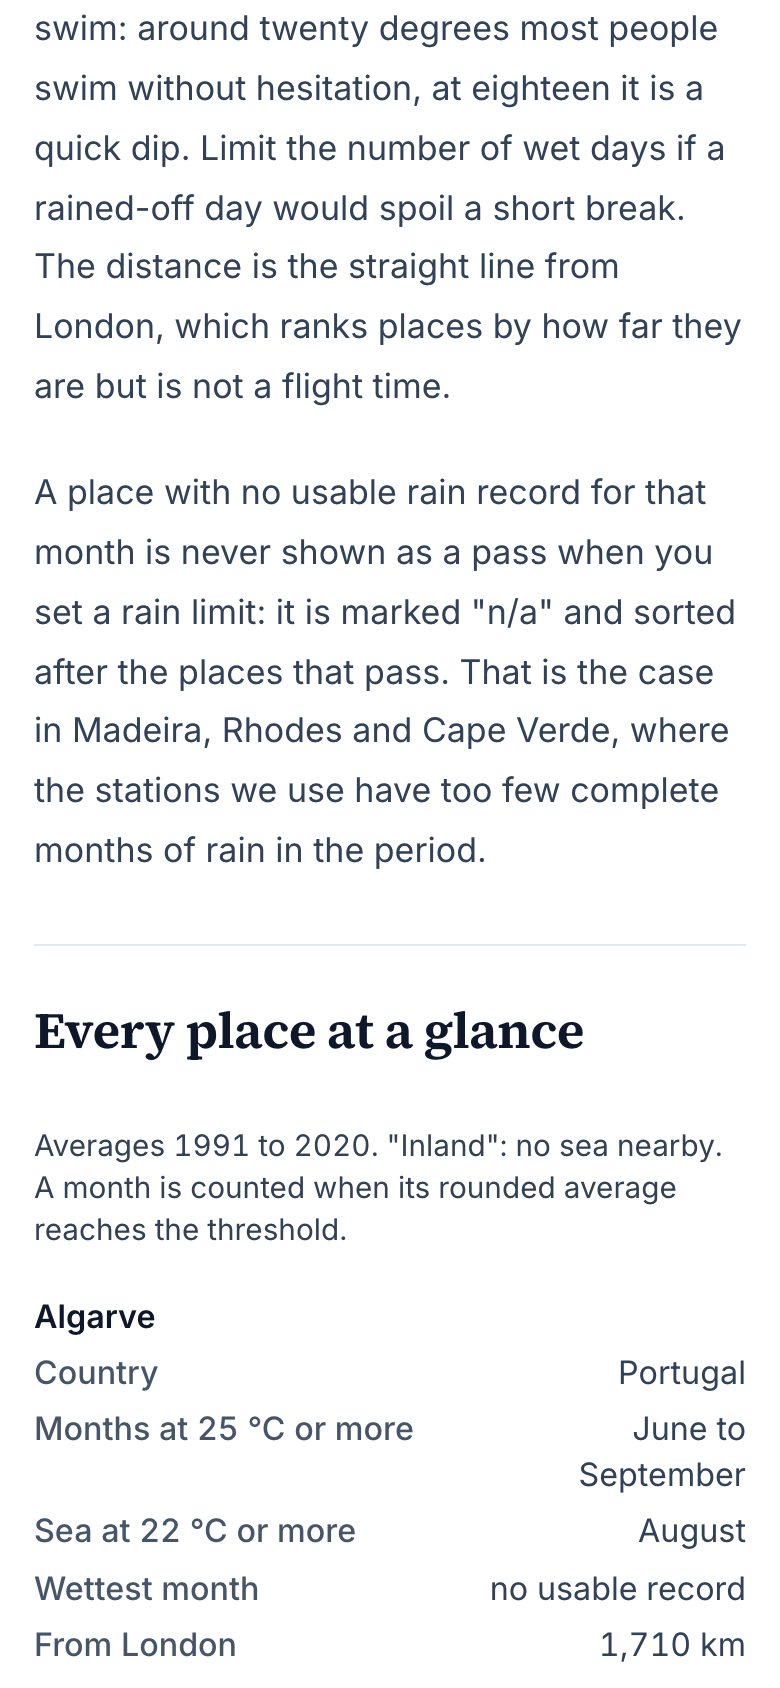 swim: around twenty degrees most people
swim without hesitation, at eighteen it is a
quick dip. Limit the number of wet days if a
rained-off day would spoil a short break.
The distance is the straight line from
London, which ranks places by how far they
are but is not a flight time.
A place with no usable rain record for that
month is never shown as a pass when you
set a rain limit: it is marked "n/a" and sorted
after the places that pass. That is the case
in Madeira, Rhodes and Cape Verde, where
the stations we use have too few complete
months of rain in the period.
Every place at a glance
Averages 1991 to 2020. "Inland": no sea nearby.
A month is counted when its rounded average
reaches the threshold.
Algarve
Country Portugal
Months at 25 °C or more June to
September
Sea at 22 °C or more August
Wettest month no usable record
From London 1,710 km